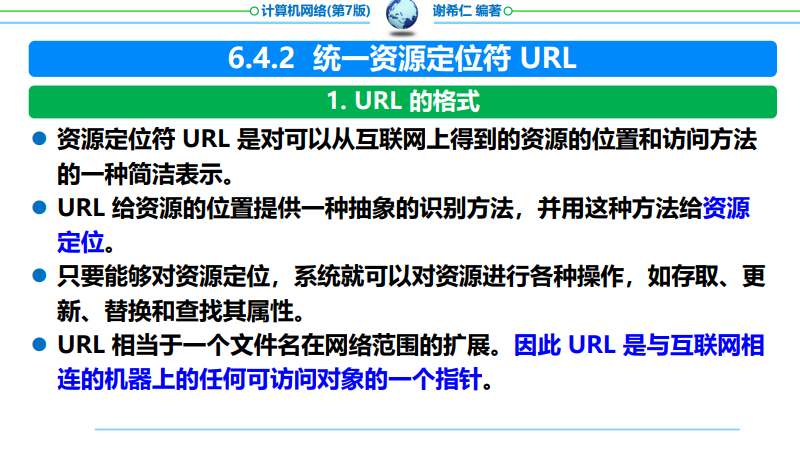 计算机网络(第7版)
谢希仁 编著
6.4.2 统一资源定位符 URL
1. URL 的格式
资源定位符 URL 是对可以从互联网上得到的资源的位置和访问方法
的一种简洁表示。
URL 给资源的位置提供一种抽象的识别方法，并用这种方法给资源
定位。
只要能够对资源定位，系统就可以对资源进行各种操作，如存取、更
新、替换和查找其属性。
URL 相当于一个文件名在网络范围的扩展。因此 URL 是与互联网相
连的机器上的任何可访问对象的一个指针。